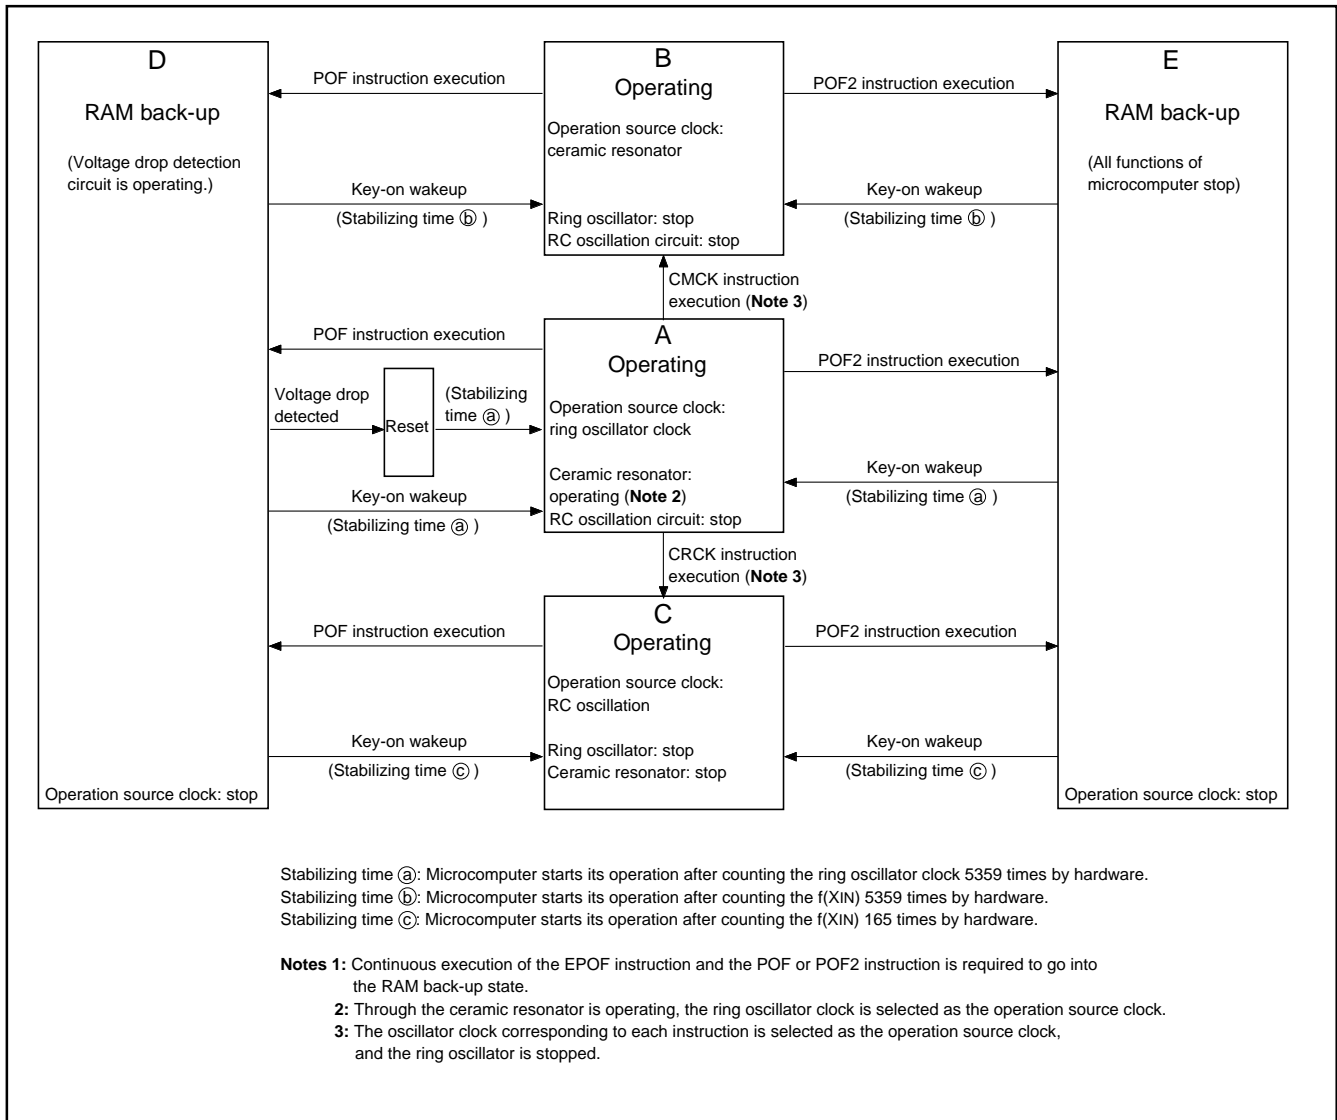 D
RAM back-up
(Voltage drop detection
circuit is operating.)
Operation source clock: stop
POF instruction execution
Key-on wakeup
(Stabilizing time ⓑ )
B
Operating
Operation source clock:
ceramic resonator
Ring oscillator: stop
RC oscillation circuit: stop
POF2 instruction execution
Key-on wakeup
(Stabilizing time ⓑ )
E
RAM back-up
(All functions of
microcomputer stop)
Operation source clock: stop
CMCK instruction
execution (Note 3)
POF instruction execution
Voltage drop
detected
Reset
(Stabilizing
time ⓐ )
Key-on wakeup
(Stabilizing time ⓐ )
A
Operating
Operation source clock:
ring oscillator clock
Ceramic resonator:
operating (Note 2)
RC oscillation circuit: stop
POF2 instruction execution
Key-on wakeup
(Stabilizing time ⓐ )
CRCK instruction
execution (Note 3)
POF instruction execution
Key-on wakeup
(Stabilizing time ⓒ )
C
Operating
Operation source clock:
RC oscillation
Ring oscillator: stop
Ceramic resonator: stop
POF2 instruction execution
Key-on wakeup
(Stabilizing time ⓒ )
Stabilizing time ⓐ: Microcomputer starts its operation after counting the ring oscillator clock 5359 times by hardware.
Stabilizing time ⓑ: Microcomputer starts its operation after counting the f(XIN) 5359 times by hardware.
Stabilizing time ⓒ: Microcomputer starts its operation after counting the f(XIN) 165 times by hardware.
Notes 1: Continuous execution of the EPOF instruction and the POF or POF2 instruction is required to go into
the RAM back-up state.
2: Through the ceramic resonator is operating, the ring oscillator clock is selected as the operation source clock.
3: The oscillator clock corresponding to each instruction is selected as the operation source clock,
and the ring oscillator is stopped.